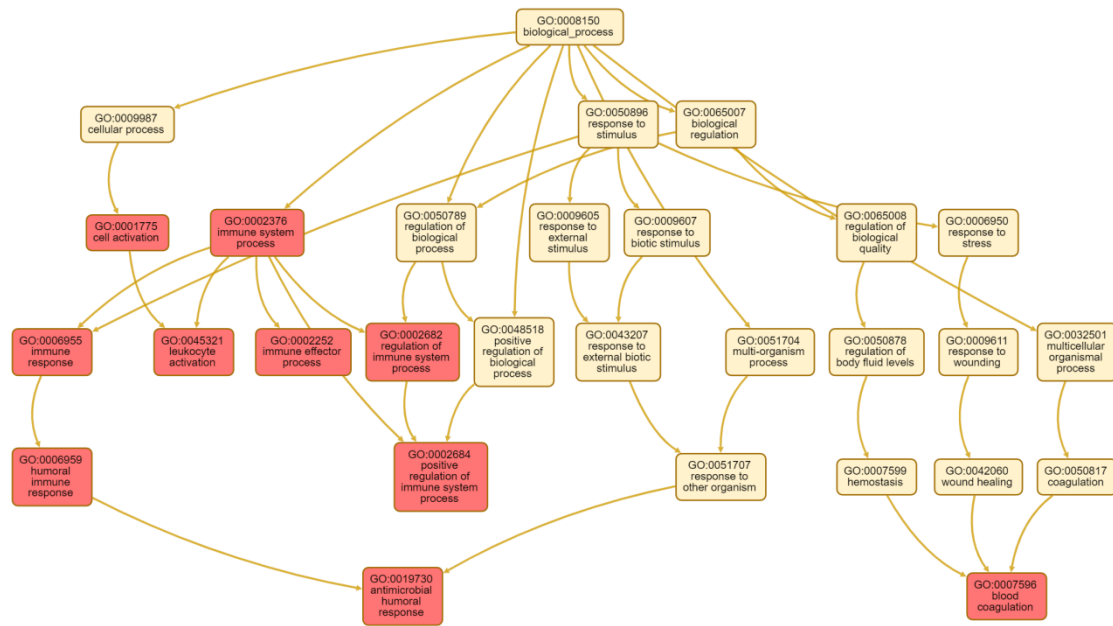 GO:0008150
biological_process
GO:0009987
cellular process
GO:0050896
response to
stimulus
GO:0065007
biological
regulation
GO:0001775
cell activation
GO:0002376
immune system
process
GO:0050789
regulation of
biological
process
GO:0009605
response to
external
stimulus
GO:0009607
response to
biotic stimulus
GO:0065008
regulation of
biological
quality
GO:0006950
response to
stress
GO:0006955
immune
response
GO:0045321
leukocyte
activation
GO:0002252
immune effector
process
GO:0002682
regulation of
immune system
process
GO:0048518
positive
regulation of
biological
process
GO:0043207
response to
external biotic
stimulus
GO:0051704
multi-organism
process
GO:0050878
regulation of
body fluid levels
GO:0009611
response to
wounding
GO:0032501
multicellular
organismal
process
GO:0006959
humoral
immune
response
GO:0002684
positive
regulation of
immune system
process
GO:0051707
response to
other organism
GO:0007599
hemostasis
GO:0042060
wound healing
GO:0050817
coagulation
GO:0019730
antimicrobial
humoral
response
GO:0007596
blood
coagulation